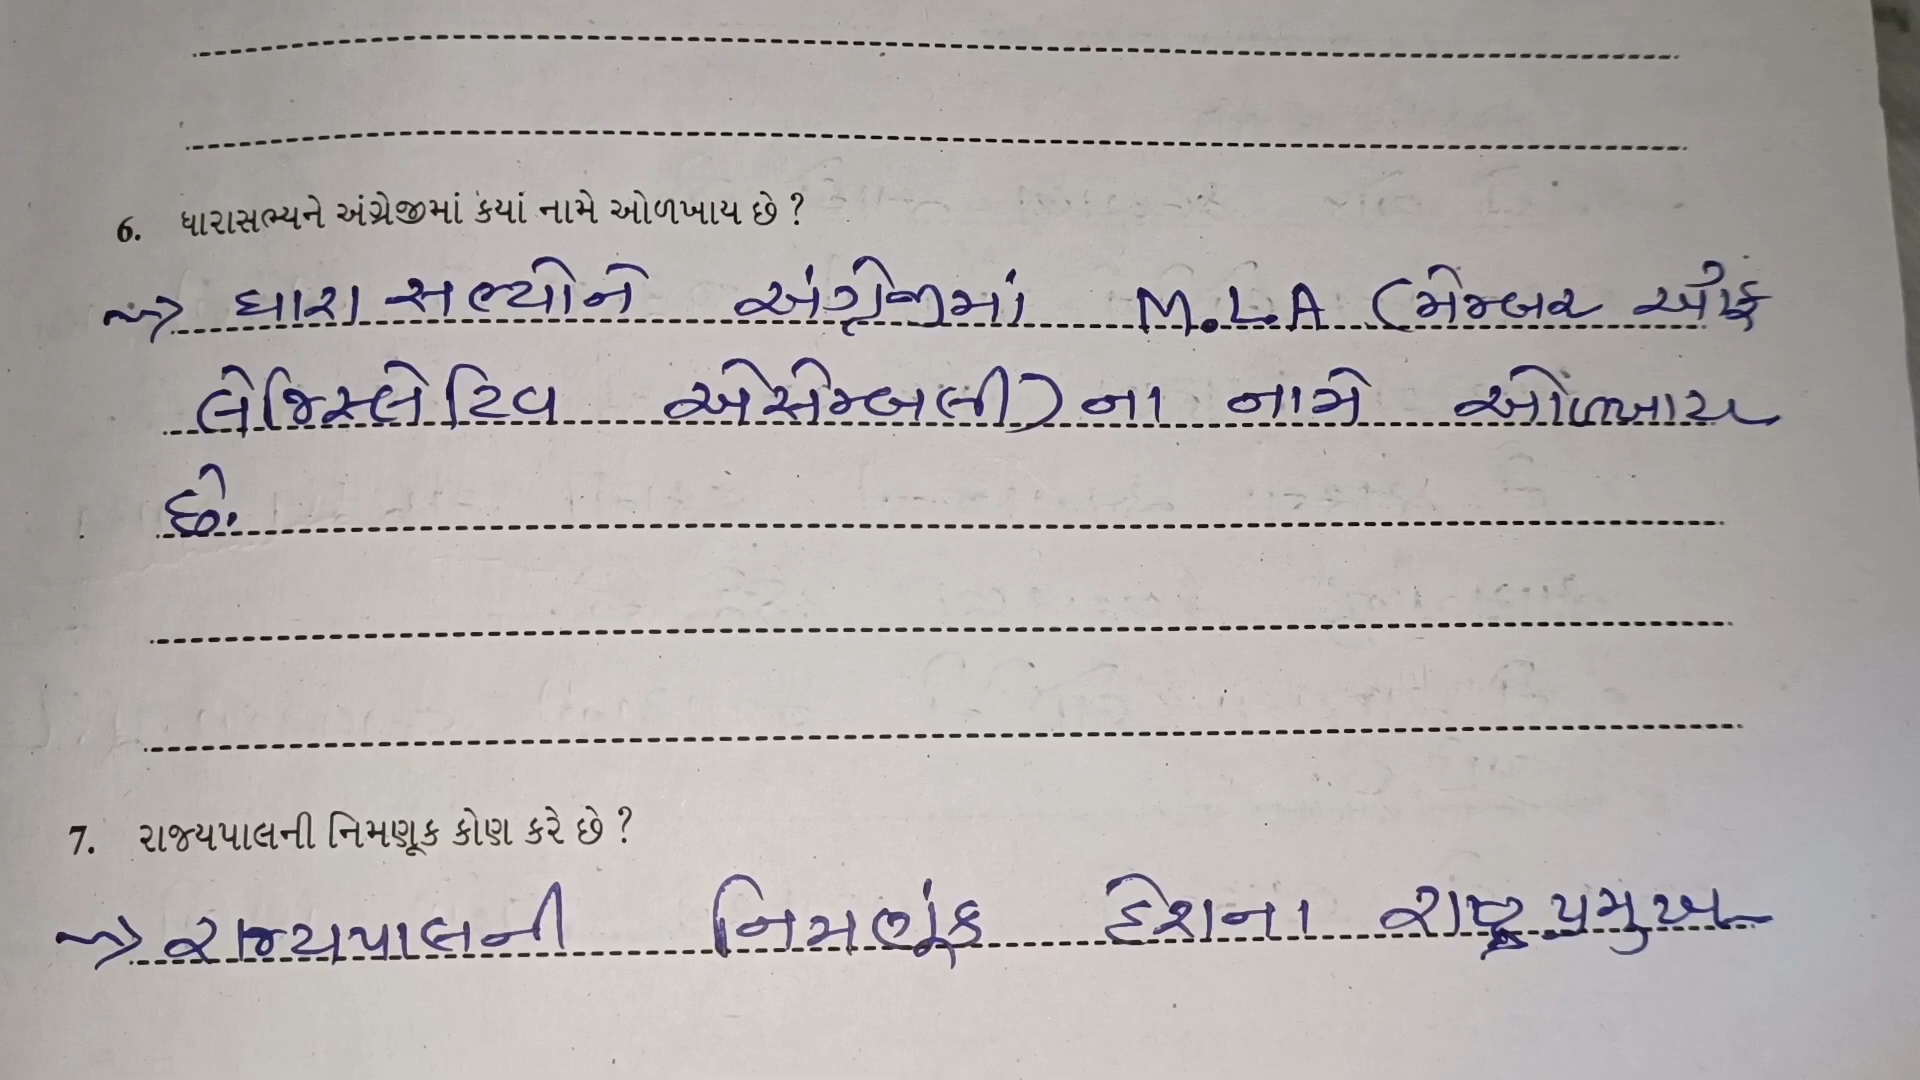 6. ધારાસભ્યને અંગ્રેજીમાં કયાં નામે ઓળખાય છે ?
~~> ધારા સભ્યોને અંગ્રેજીમાં M.L.A (મેમ્બર ઓફ
લેજિસ્લેટિવ એસેમ્બલી) ના નામે ઓળખાય
છે.
7. રાજ્યપાલની નિમણૂક કોણ કરે છે ?
~~> રાજ્યપાલની નિમણૂંક દેશના રાષ્ટ્રપ્રમુખ